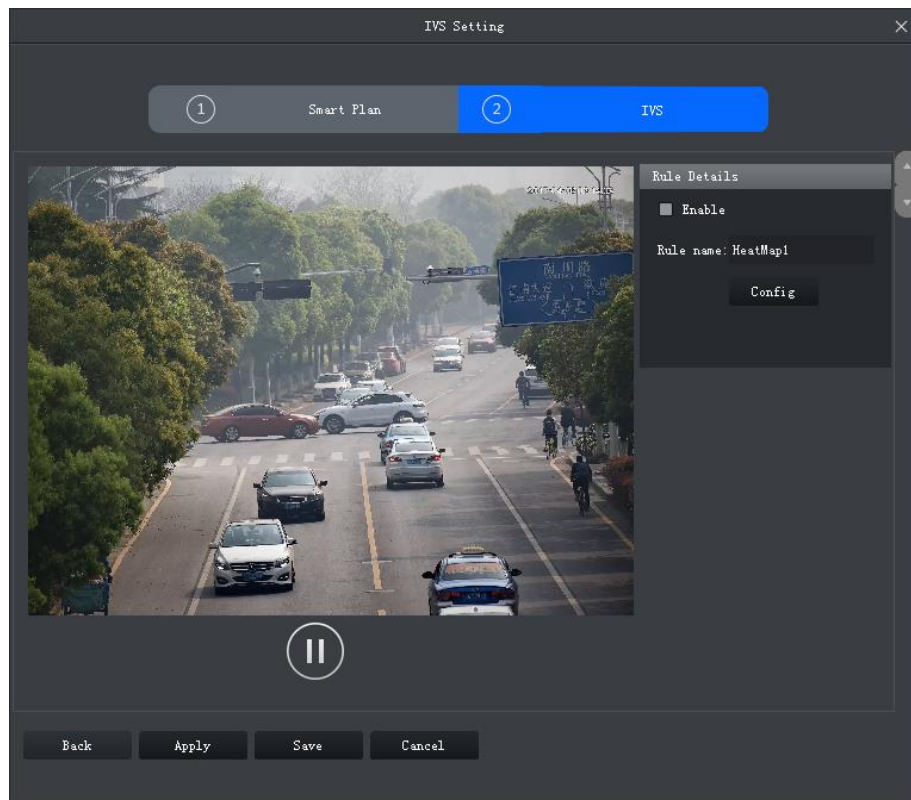 IVS Setting
1 Smart Plan 2 IVS
Rule Details
Enable
Rule name: HeatMap1
Config
Back Apply Save Cancel